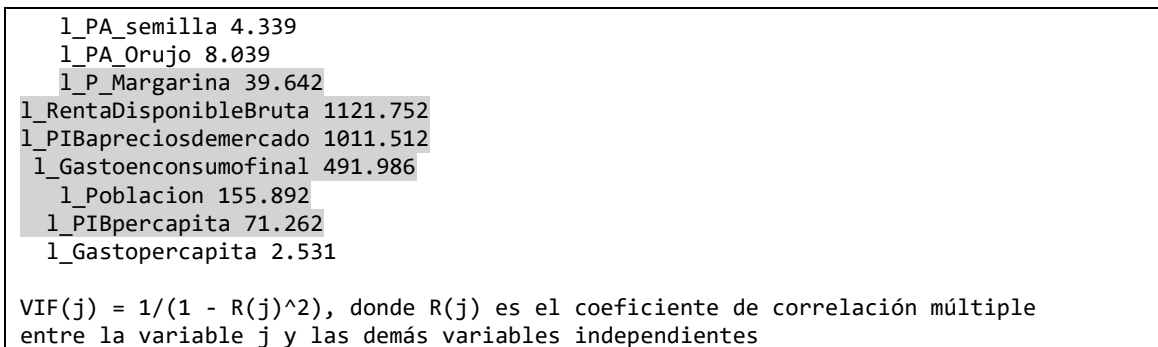 l_PA_semilla 4.339
l_PA_Orujo 8.039
l_P_Margarina 39.642
l_RentaDisponibleBruta 1121.752
l_PIBapreciosdemercado 1011.512
l_Gastoenconsumofinal 491.986
l_Poblacion 155.892
l_PIBpercapita 71.262
l_Gastopercapita 2.531
VIF(j) = 1/(1 - R(j)^2), donde R(j) es el coeficiente de correlación múltiple
entre la variable j y las demás variables independientes